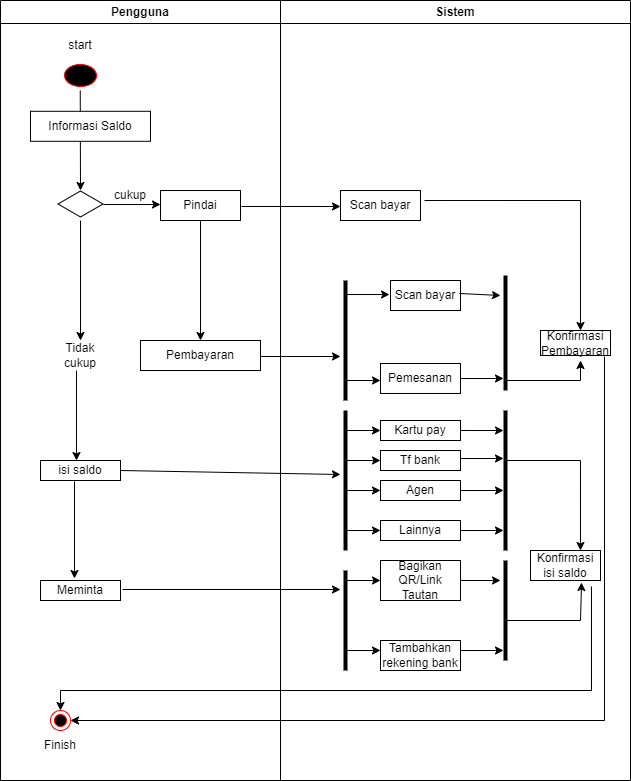 Pengguna
Sistem
start
Informasi Saldo
cukup
Pindai
Scan bayar
Scan bayar
Konfirmasi
Pembayaran
Tidak
cukup
Pembayaran
Pemesanan
Kartu pay
Tf bank
isi saldo
Agen
Lainnya
Konfirmasi
isi saldo
Bagikan
QR/Link
Tautan
Meminta
Tambahkan
rekening bank
Finish